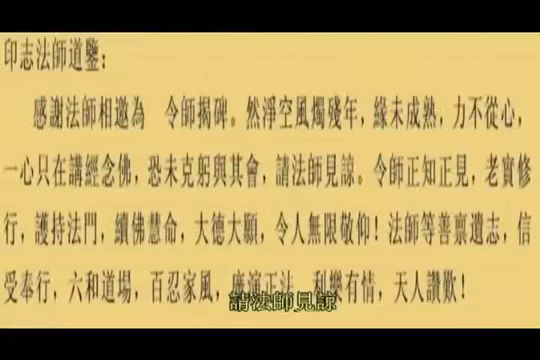 印志法師道鑒：
感謝法師相邀為　令師揭碑。然淨空風燭殘年，緣未成熟，力不從心，
一心只在講經念佛，恐未克躬與其會，請法師見諒。令師正知正見，老實修
行，護持法門，續佛慧命，大德大願，令人無限敬仰！法師等善禀遺志，信
受奉行，六和道場，百忍家風，廣演正法，利樂有情，天人讚歎！
請法師見諒